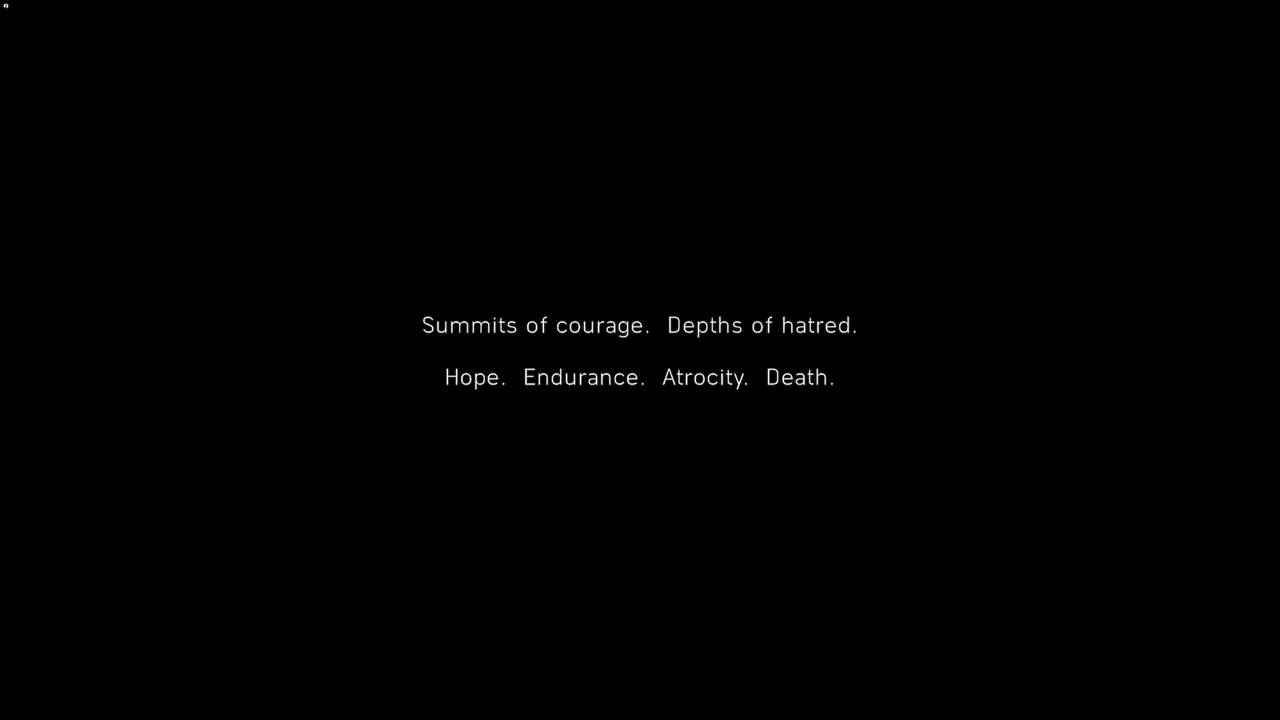 Summits of courage. Depths of hatred.
Hope. Endurance. Atrocity. Death.